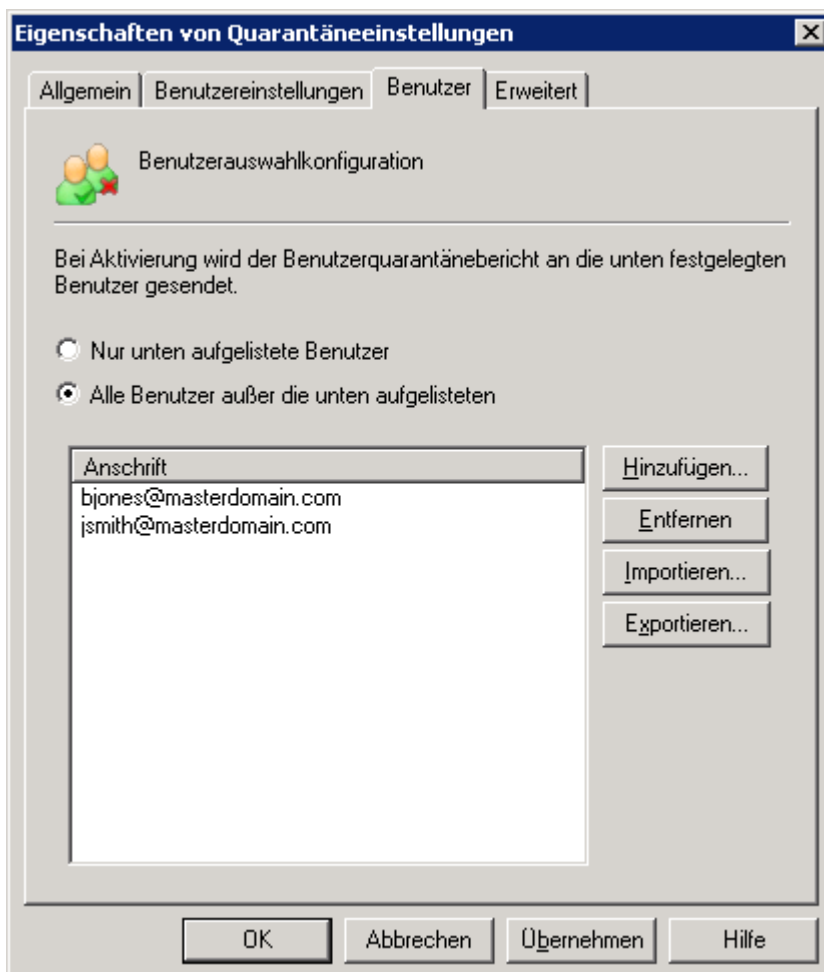 Eigenschaften von Quarantäneeinstellungen
Allgemein
Benutzereinstellungen
Benutzer
Erweitert
Benutzerauswahlkonfiguration
Bei Aktivierung wird der Benutzerquarantänebericht an die unten festgelegten
Benutzer gesendet.
Nur unten aufgelistete Benutzer
Alle Benutzer außer die unten aufgelisteten
Anschrift
bjones@masterdomain.com
jsmith@masterdomain.com
Hinzufügen...
Entfernen
Importieren...
Exportieren...
OK
Abbrechen
Übernehmen
Hilfe